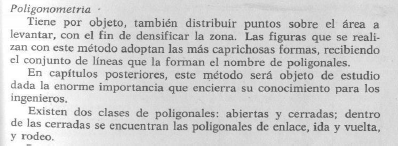 Poligonometria .
Tiene por objeto, también distribuír puntos sobre el área a
levantar, con el fin de densificar la zona. Las figuras que se reali-
zan con este método adoptan las más caprichosas formas, recibiendo
el conjunto de líneas que la forman el nombre de poligonales.
En capítulos posteriores, este método será objeto de estudio
dada la enorme importancia que encierra su conocimiento para los
ingenieros.
Existen dos clases de poligonales: abiertas y cerradas; dentro
de las cerradas se encuentran las poligonales de enlace, ida y vuelta,
y rodeo.